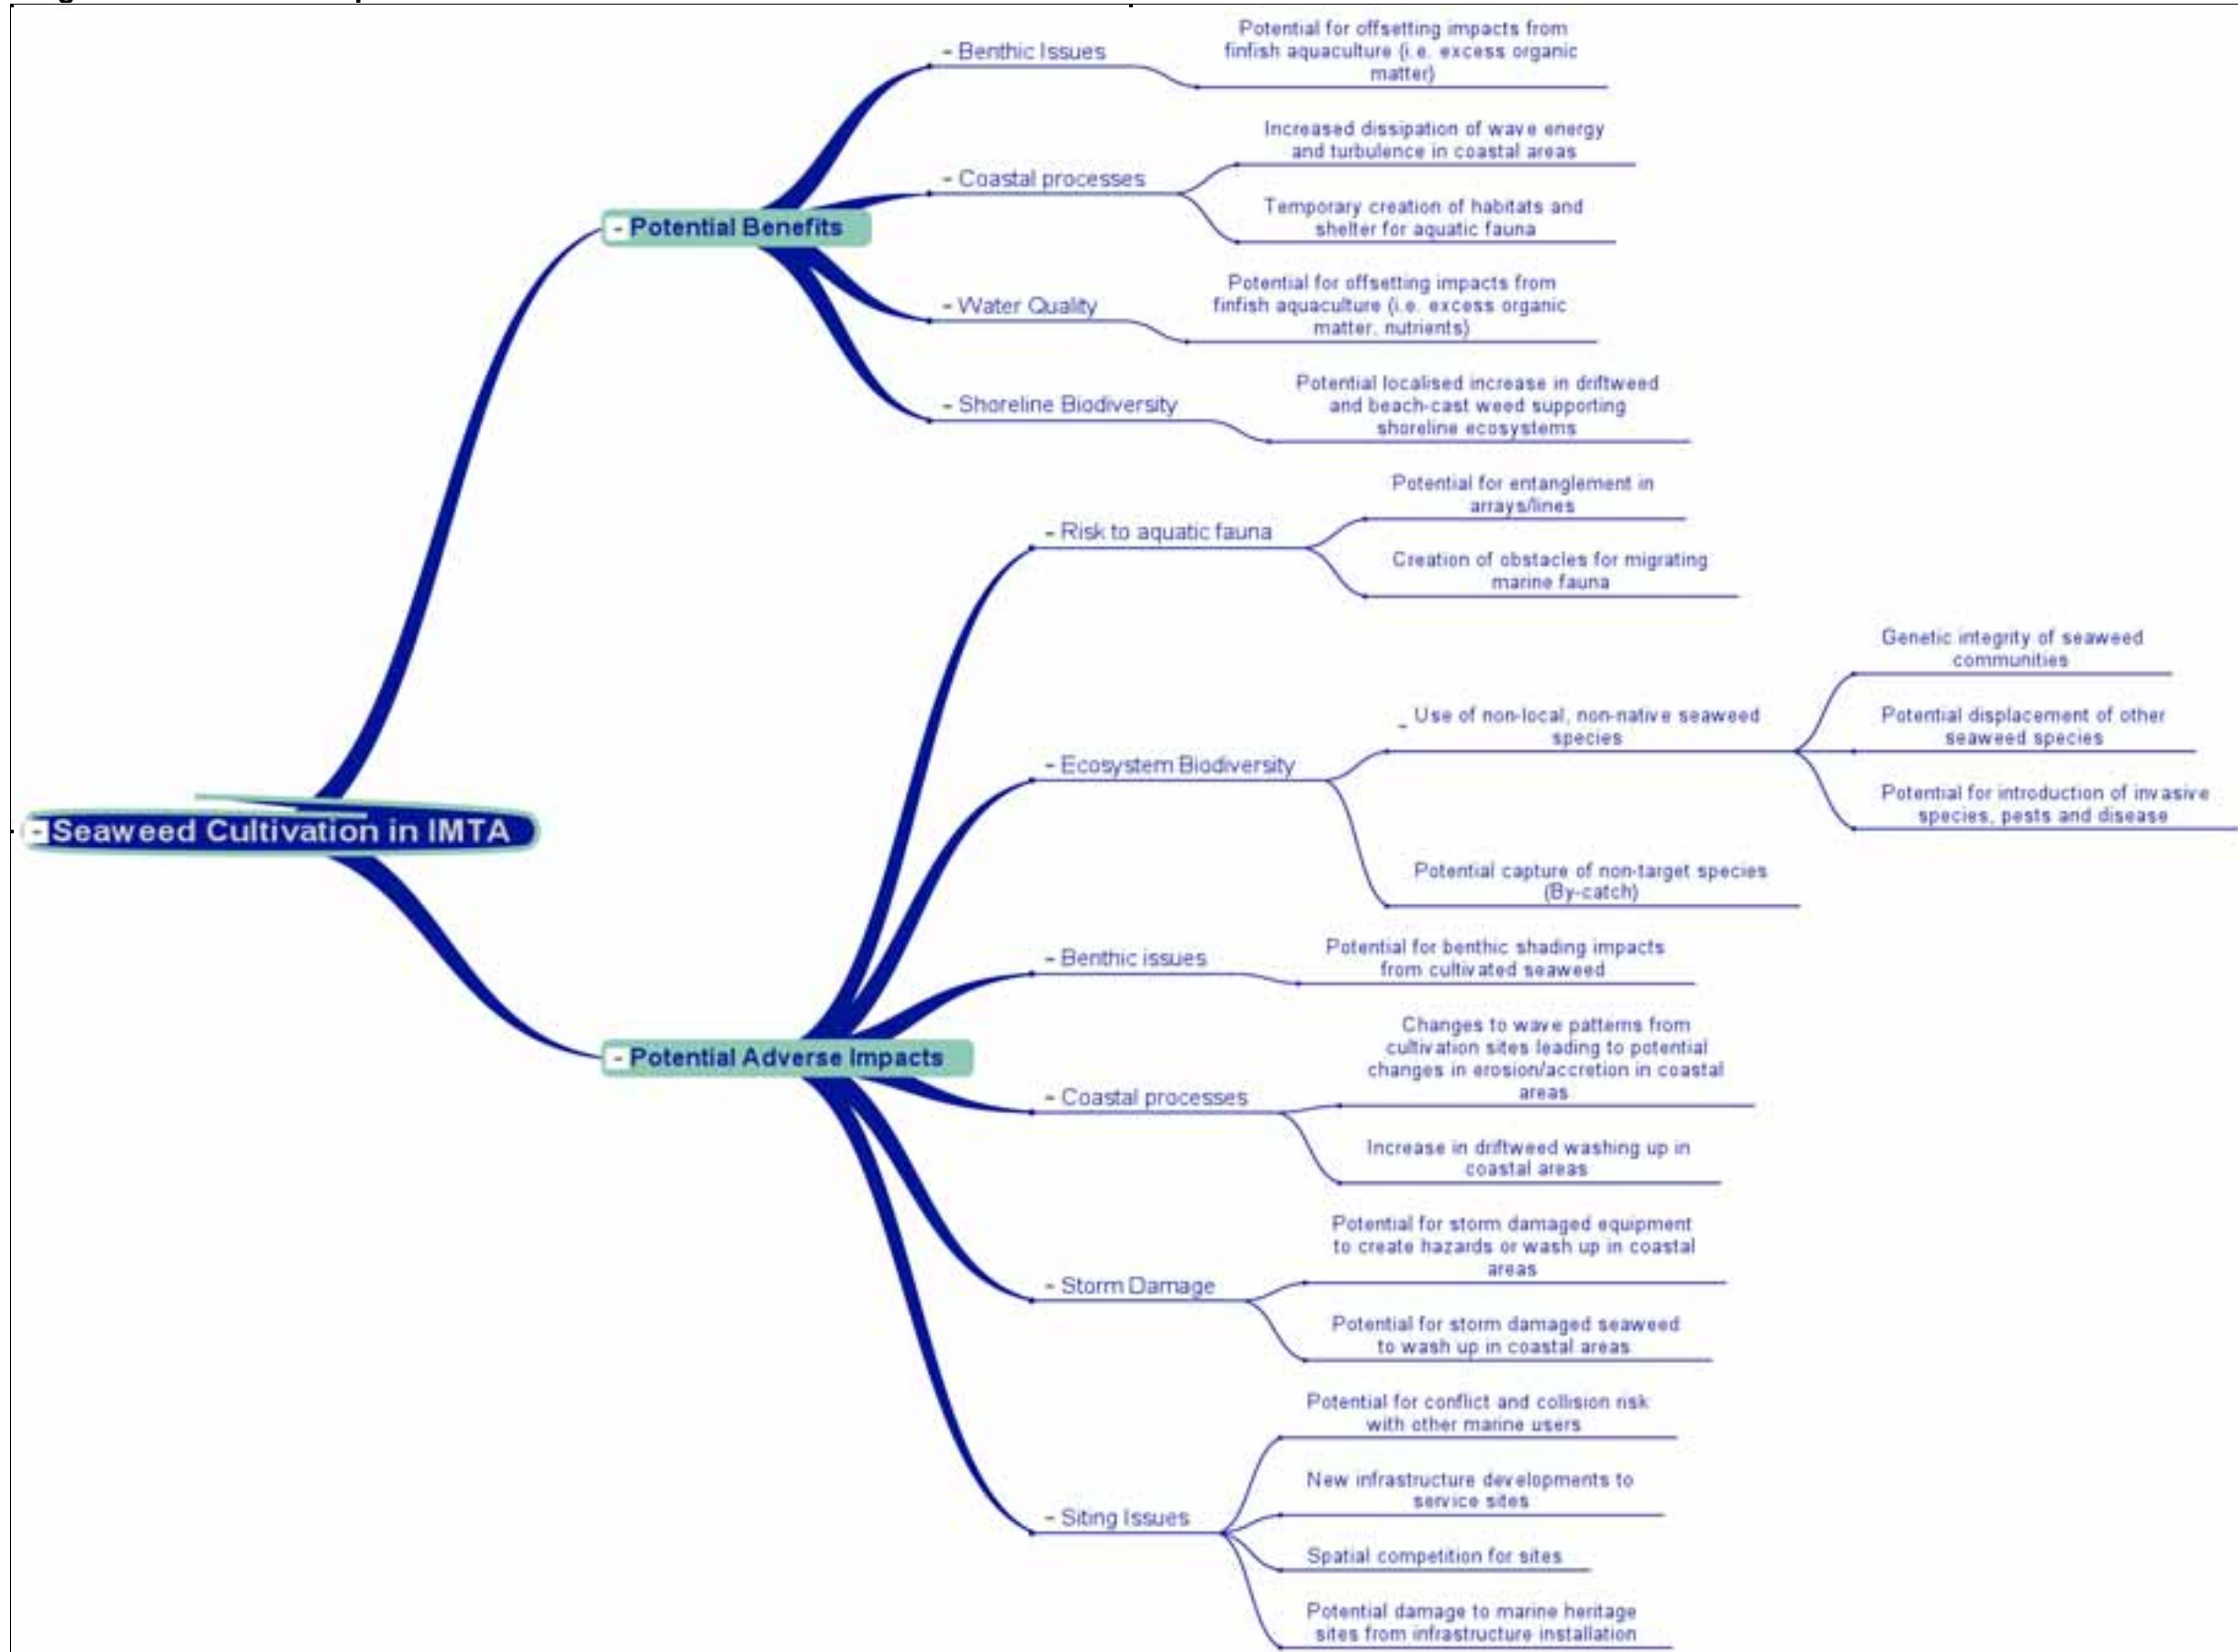 - Benthic Issues
Potential for offsetting impacts from
finfish aquaculture (i.e. excess organic
matter)
- Coastal processes
Increased dissipation of wave energy
and turbulence in coastal areas
Temporary creation of habitats and
shelter for aquatic fauna
- Potential Benefits
- Water Quality
Potential for offsetting impacts from
finfish aquaculture (i.e. excess organic
matter, nutrients)
- Shoreline Biodiversity
Potential localised increase in driftweed
and beach-cast weed supporting
shoreline ecosystems
- Risk to aquatic fauna
Potential for entanglement in
arrays/lines
Creation of obstacles for migrating
marine fauna
- Ecosystem Biodiversity
- Use of non-local, non-native seaweed
species
Genetic integrity of seaweed
communities
Potential displacement of other
seaweed species
Potential for introduction of invasive
species, pests and disease
Potential capture of non-target species
(By-catch)
- Seaweed Cultivation in IMTA
- Benthic issues
Potential for benthic shading impacts
from cultivated seaweed
- Potential Adverse Impacts
- Coastal processes
Changes to wave patterns from
cultivation sites leading to potential
changes in erosion/accretion in coastal
areas
Increase in driftweed washing up in
coastal areas
- Storm Damage
Potential for storm damaged equipment
to create hazards or wash up in coastal
areas
Potential for storm damaged seaweed
to wash up in coastal areas
- Siting Issues
Potential for conflict and collision risk
with other marine users
New infrastructure developments to
service sites
Spatial competition for sites
Potential damage to marine heritage
sites from infrastructure installation